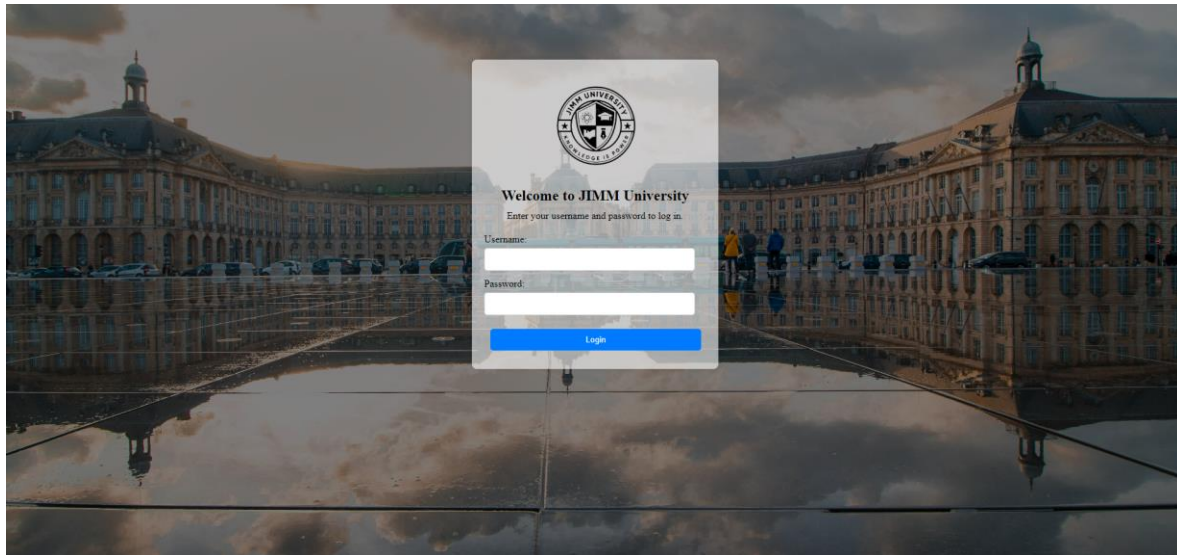 JIMM UNIVERSITY
KNOWLEDGE IS POWER
Welcome to JIMM University
Enter your username and password to log in.
Username:
Password:
Login